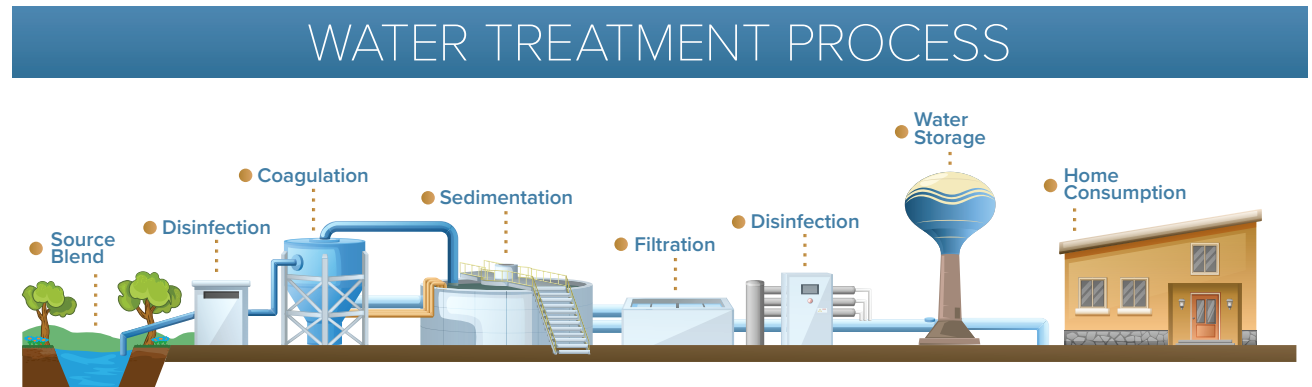 WATER TREATMENT PROCESS
Source
Blend
Disinfection
Coagulation
Sedimentation
Filtration
Disinfection
Water
Storage
Home
Consumption